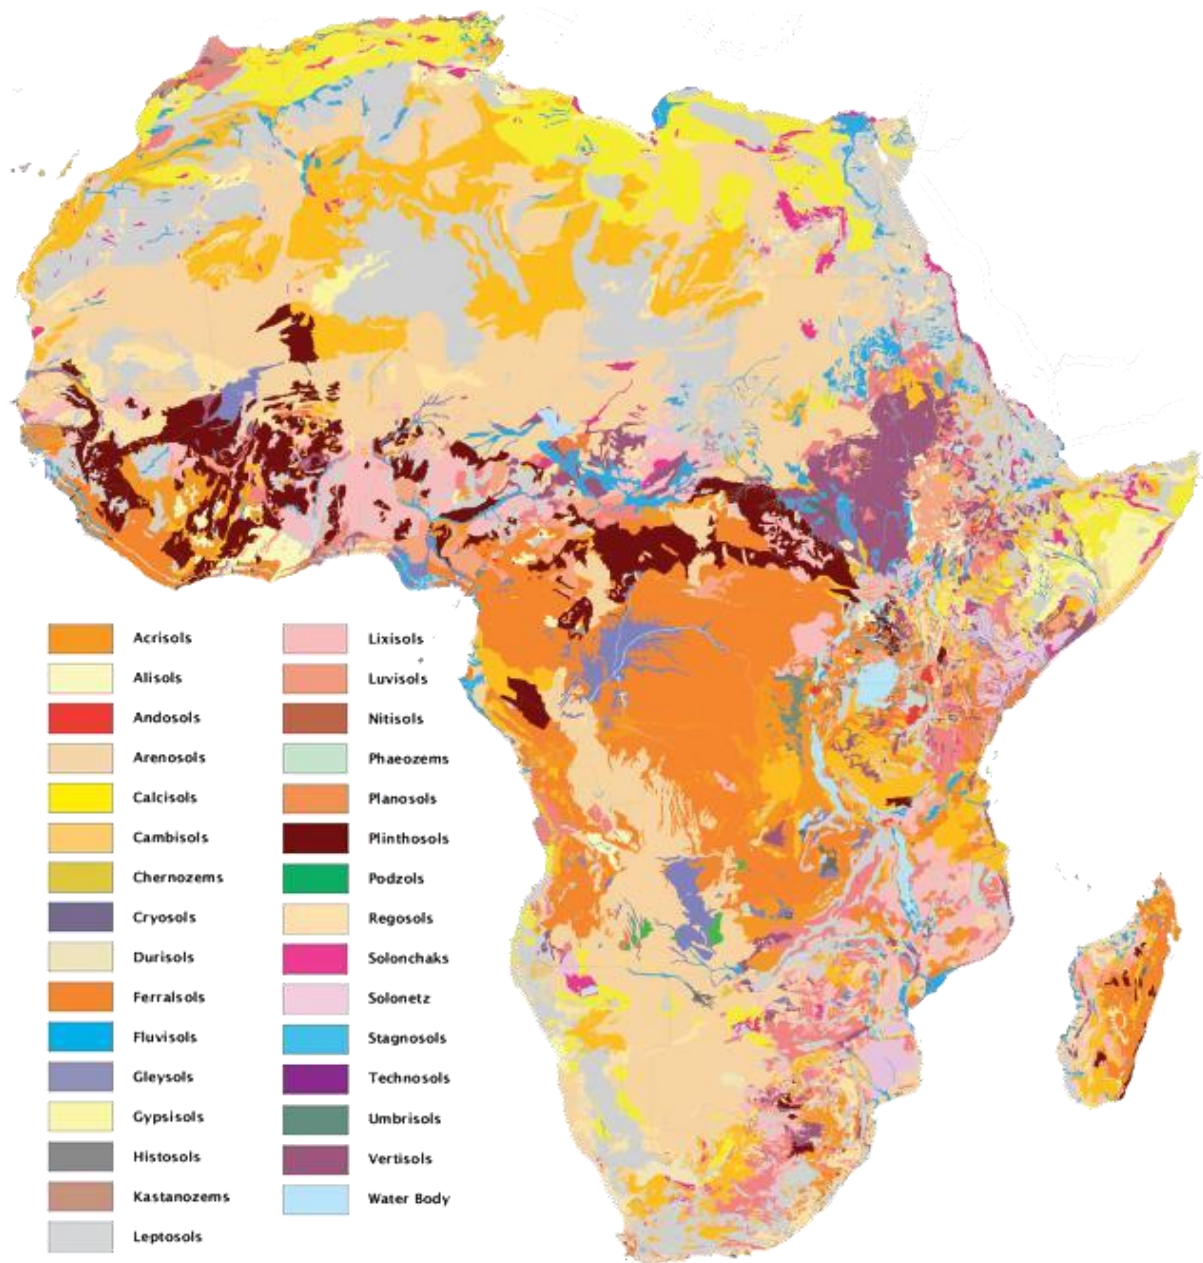 Acrisols
Alisols
Andosols
Arenosols
Calcisols
Cambisols
Chernozems
Cryosols
Durisols
Ferralsols
Fluvisols
Gleysols
Gypsisols
Histosols
Kastanozems
Leptosols
Lixisols
Luvisols
Nitisols
Phaeozems
Planosols
Plinthosols
Podzols
Regosols
Solonchaks
Solonetz
Stagnosols
Technosols
Umbrisols
Vertisols
Water Body